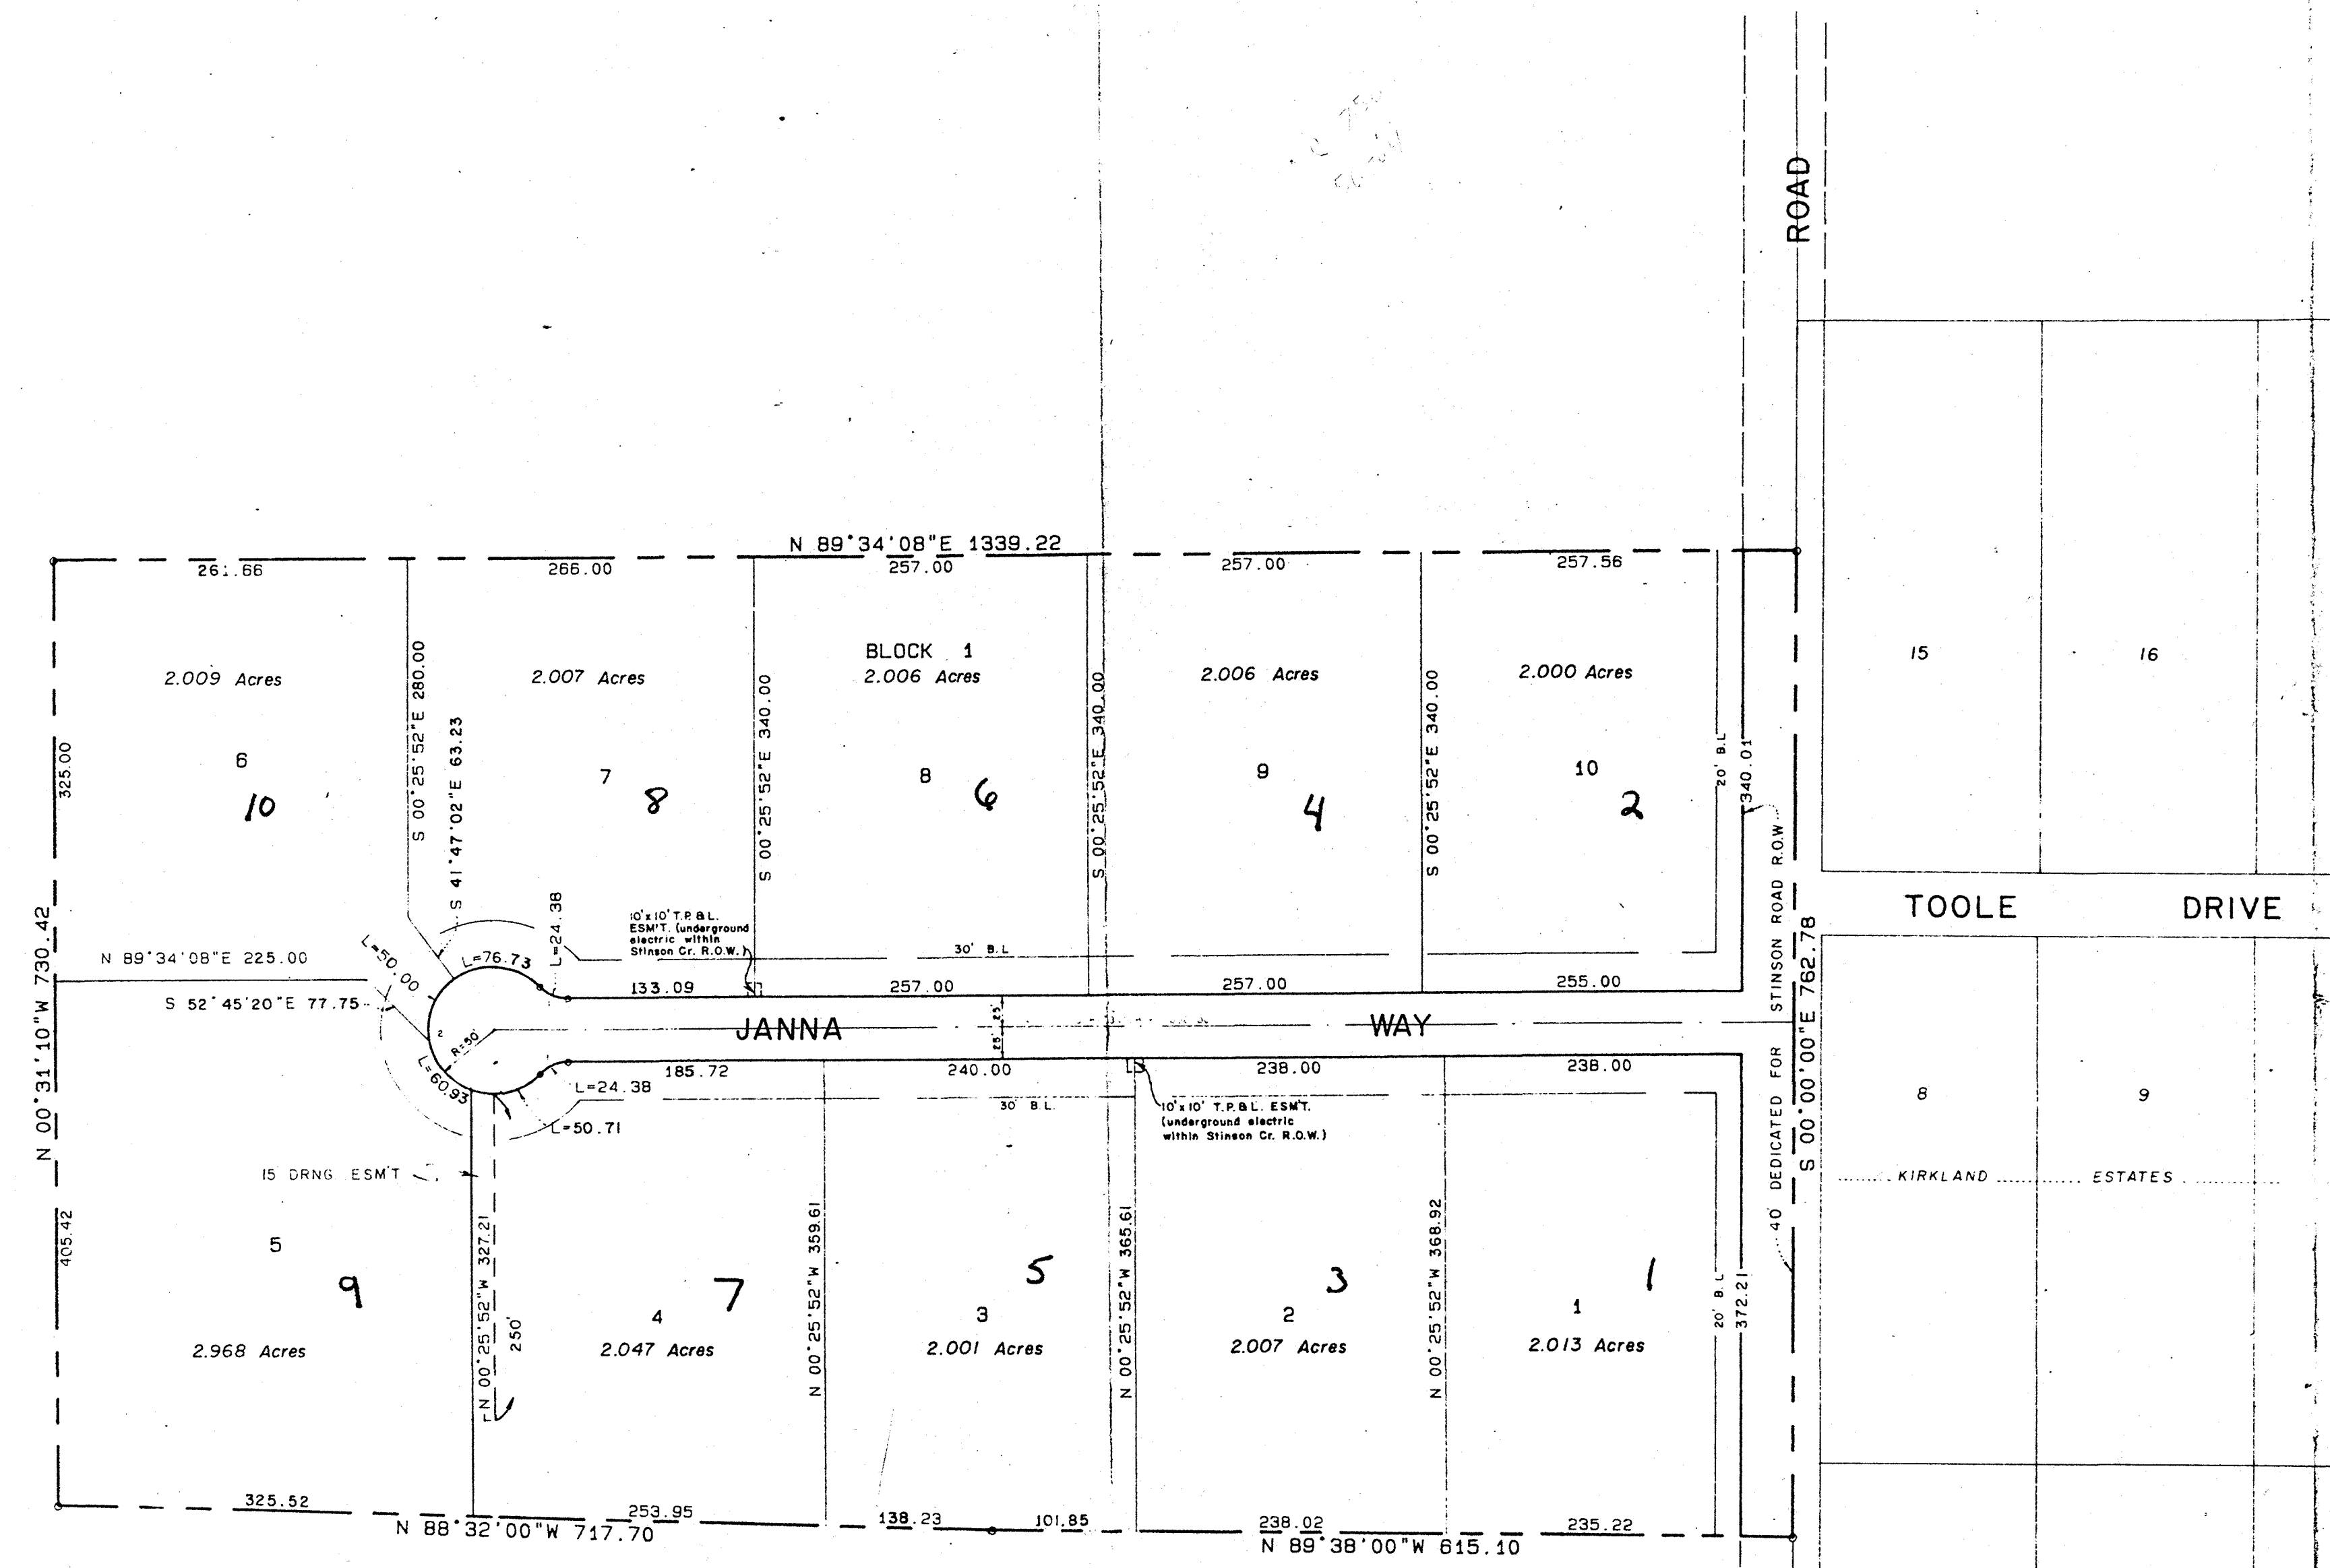 ROAD
N 89°34'08"E 1339.22
261.66
266.00
257.00
257.00
257.56
BLOCK 1
2.009 Acres
2.007 Acres
2.006 Acres
2.006 Acres
2.000 Acres
15
16
6
7
8
9
10
10
8
6
4
2
325.00
S 00°25'52"E 280.00
S 41°47'02"E 63.23
S 00°25'52"E 340.00
S 00°25'52"E 340.00
S 00°25'52"E 340.00
20' B.L
340.01
STINSON ROAD R.O.W
TOOLE DRIVE
10'x10' T.P. & L.
ESM'T. (underground
electric within
Stinson Cr. R.O.W.)
L=24.38
30' B.L
N 89°34'08"E 225.00
L=50.00
L=76.73
S 52°45'20"E 77.75
133.09
257.00
257.00
255.00
N 00°31'10"W 730.42
2
R=50'
JANNA WAY
25' 25'
S 00°00'00"E 762.78
L=60.93
185.72
240.00
238.00
238.00
L=24.38
30' B.L.
L=50.71
10'x10' T.P. & L. ESM'T.
(underground electric
within Stinson Cr. R.O.W.)
8
9
15' DRNG ESM'T
KIRKLAND ESTATES
405.42
N 00°25'52"W 327.21
250'
N 00°25'52"W 359.61
N 00°25'52"W 365.61
N 00°25'52"W 368.92
20' B.L
372.21
40' DEDICATED FOR
5
9
4
7
3
5
2
3
1
1
2.968 Acres
2.047 Acres
2.001 Acres
2.007 Acres
2.013 Acres
325.52
253.95
138.23
101.85
238.02
235.22
N 88°32'00"W 717.70
N 89°38'00"W 615.10